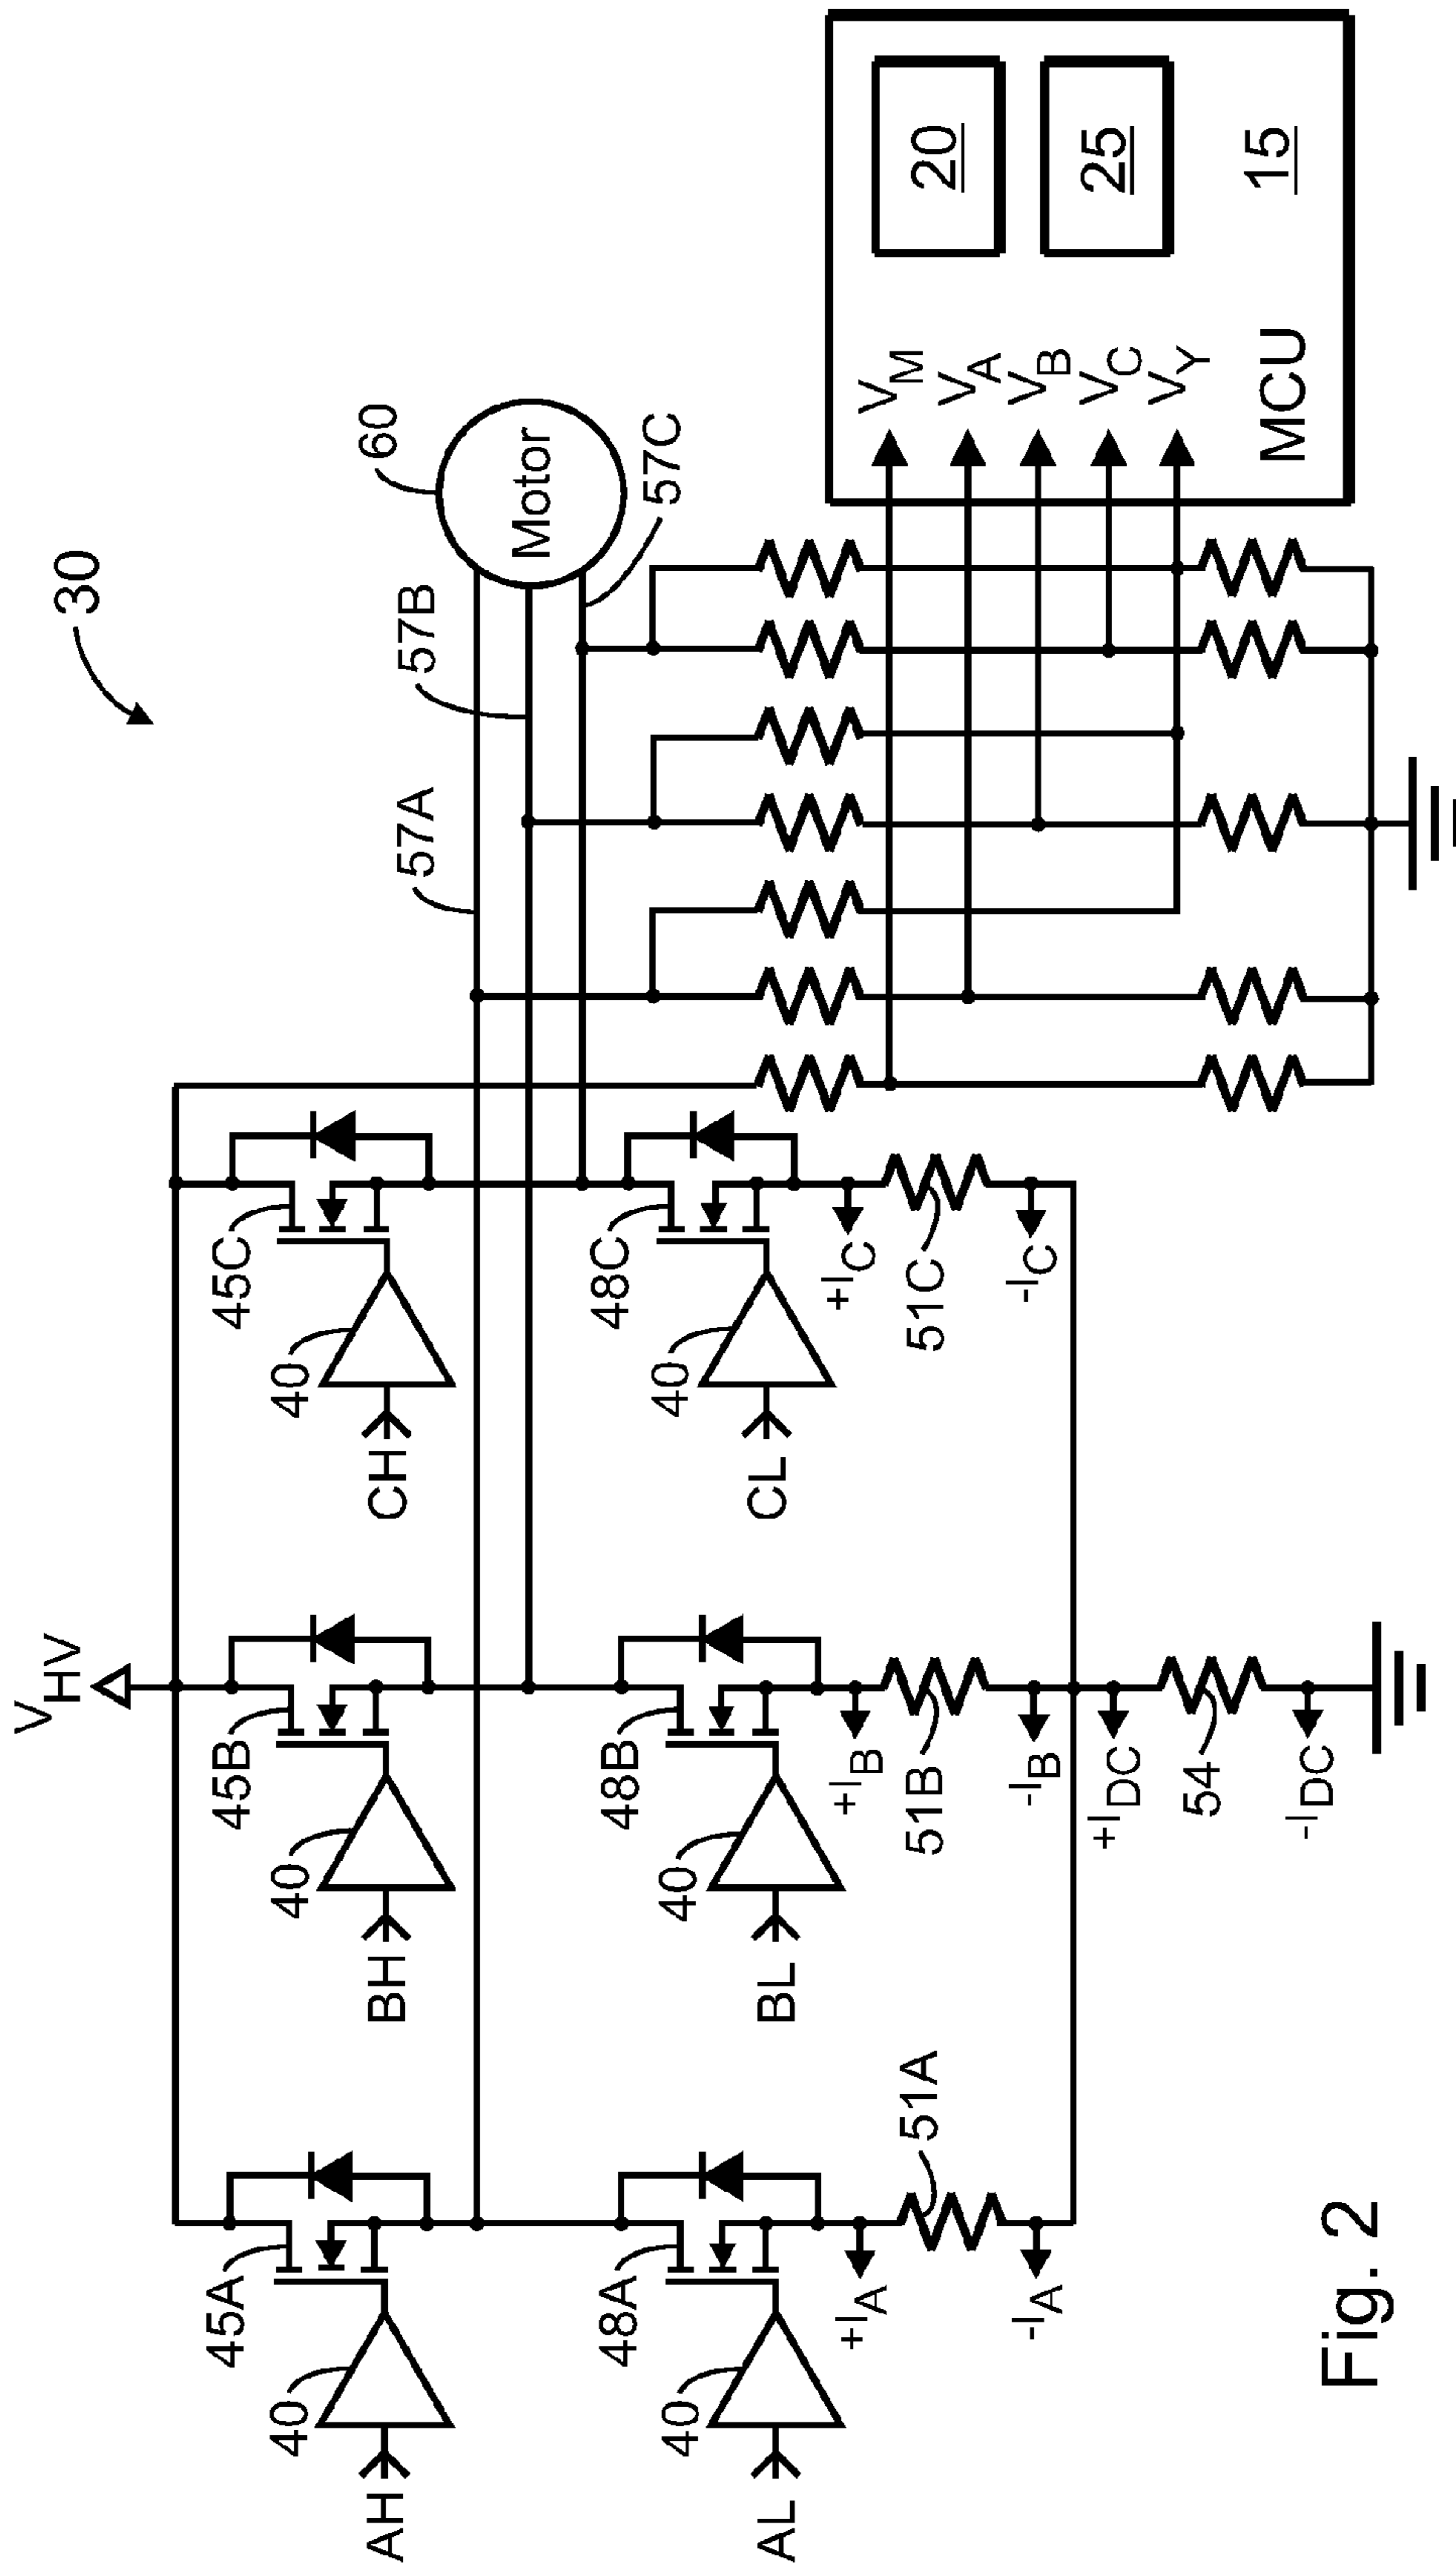 30
V_HV
45A
45B
45C
40
40
40
AH
BH
CH
57A
57B
57C
60
Motor
48A
48B
48C
40
40
40
AL
BL
CL
+I_A
+I_B
+I_C
51A
51B
51C
-I_A
-I_B
-I_C
+I_DC
54
-I_DC
V_M
V_A
V_B
V_C
V_Y
20
25
MCU
15
Fig. 2